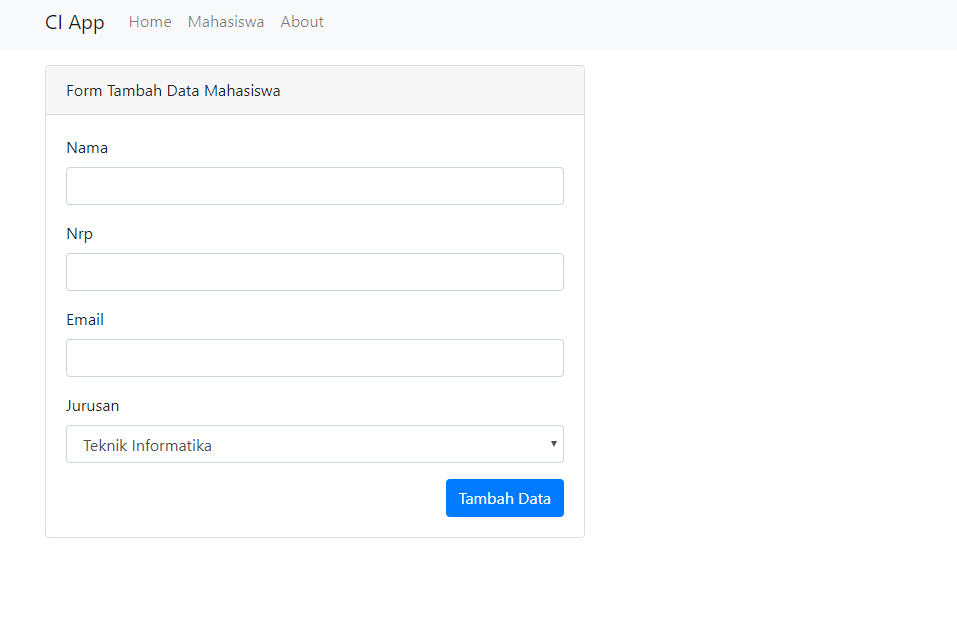 CI App Home Mahasiswa About
Form Tambah Data Mahasiswa
Nama
Nrp
Email
Jurusan
Teknik Informatika
Tambah Data